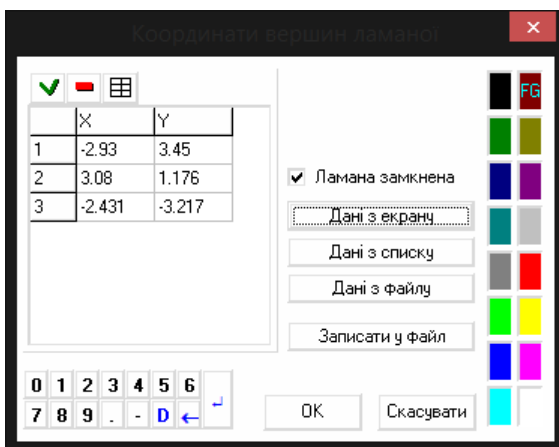 Координати вершин ламаної
FG
X Y
1 -2.93 3.45
2 3.08 1.176
3 -2.431 -3.217
Ламана замкнена
Дані з екрану
Дані з списку
Дані з файлу
Записати у файл
0 1 2 3 4 5 6
7 8 9 . - D ←
OK Скасувати